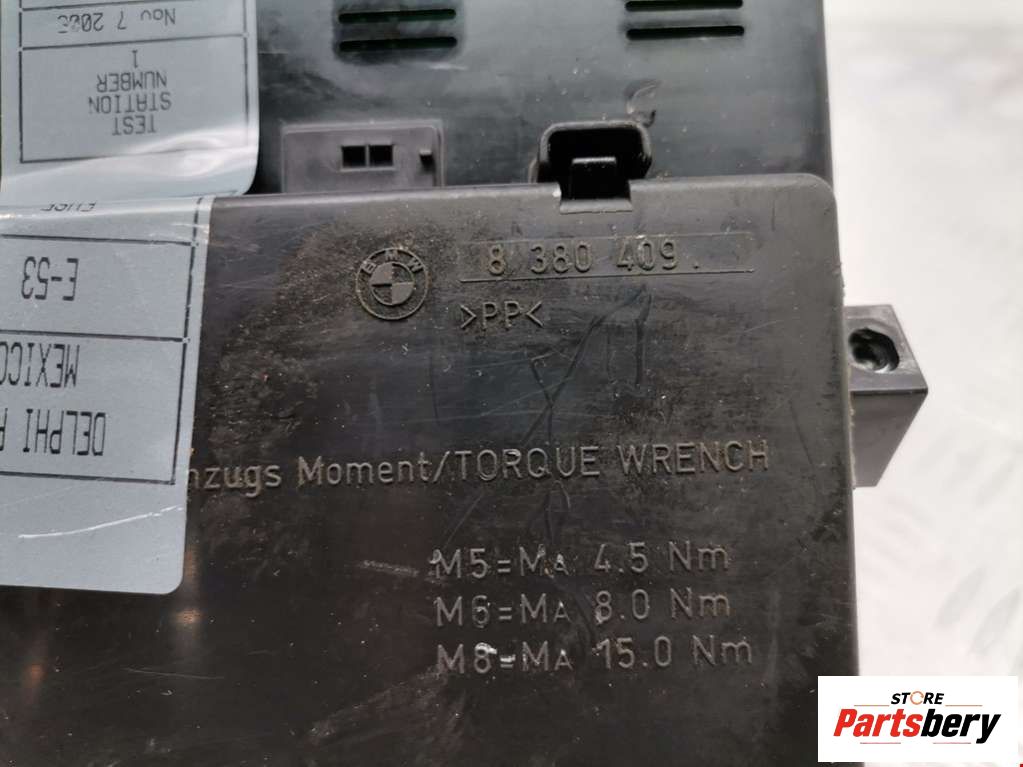 Nov 7 2005
TEST
STATION
NUMBER
1
BMW
8 380 409.
>PP<
E-53
MEXICO
DELPHI
nzugs Moment/TORQUE WRENCH
M5=MA 4.5 Nm
M6=MA 8.0 Nm
M8=MA 15.0 Nm
STORE
Partsbery